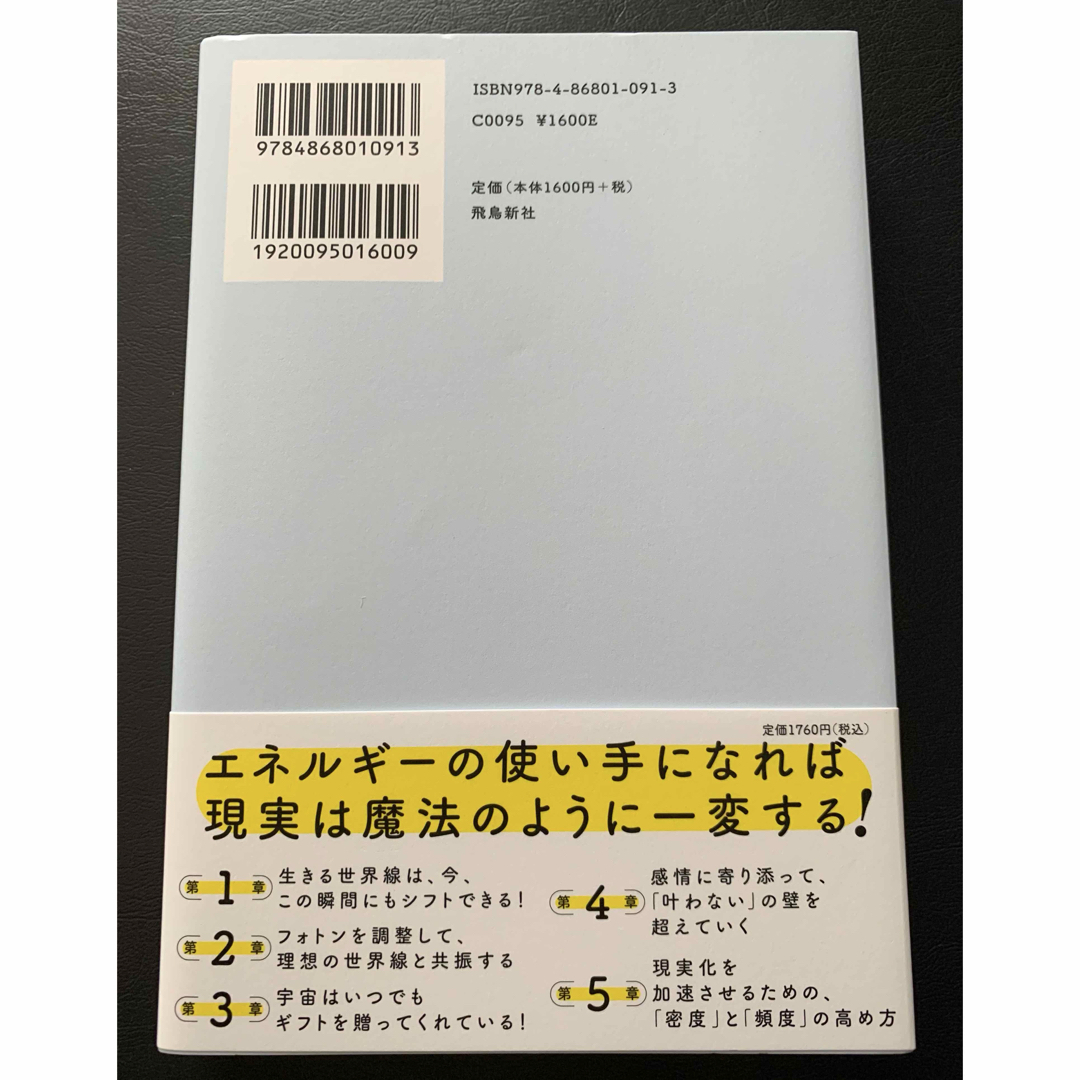 ISBN978-4-86801-091-3
C0095 ¥1600E
9784868010913
定価(本体1600円+税)
飛鳥新社
1920095016009
定価1760円(税込)
エネルギーの使い手になれば
現実は魔法のように一変する!
第1章
生きる世界線は、今、
この瞬間にもシフトできる!
第2章
フォトンを調整して、
理想の世界線と共振する
第3章
宇宙はいつでも
ギフトを贈ってくれている!
第4章
感情に寄り添って、
「叶わない」の壁を
超えていく
第5章
現実化を
加速させるための、
「密度」と「頻度」の高め方